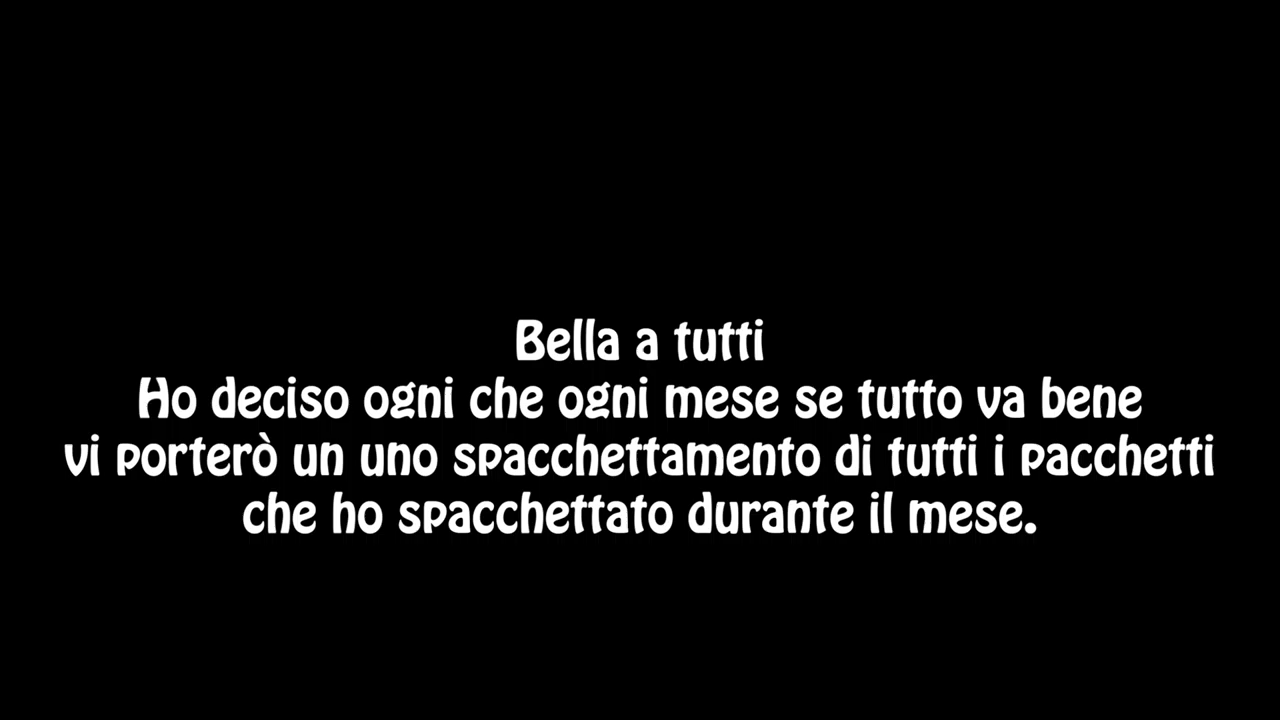 Bella a tutti
Ho deciso ogni che ogni mese se tutto va bene
vi porterò un uno spacchettamento di tutti i pacchetti
che ho spacchettato durante il mese.